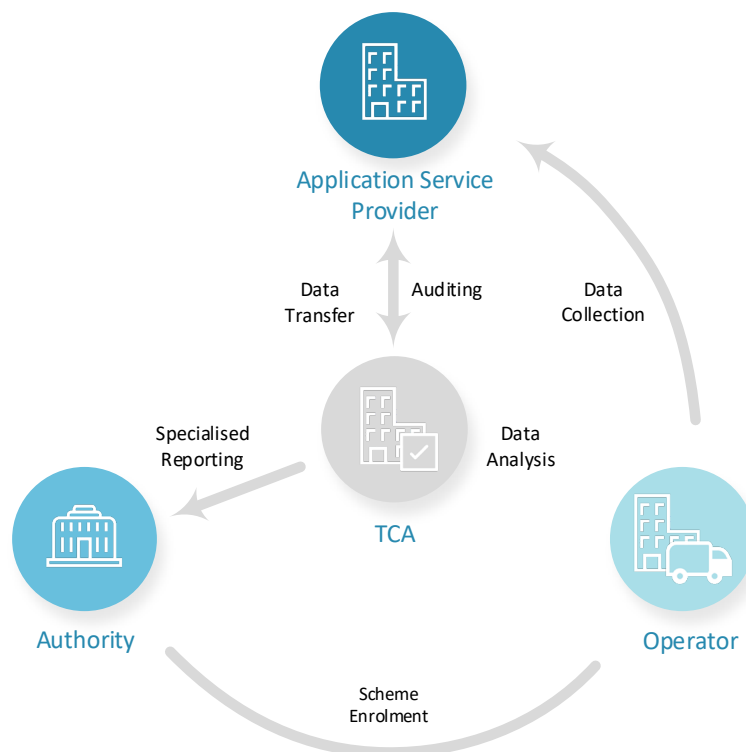 Application Service
Provider
Data
Transfer
Auditing
Data
Collection
Specialised
Reporting
Data
Analysis
TCA
Authority
Operator
Scheme
Enrolment